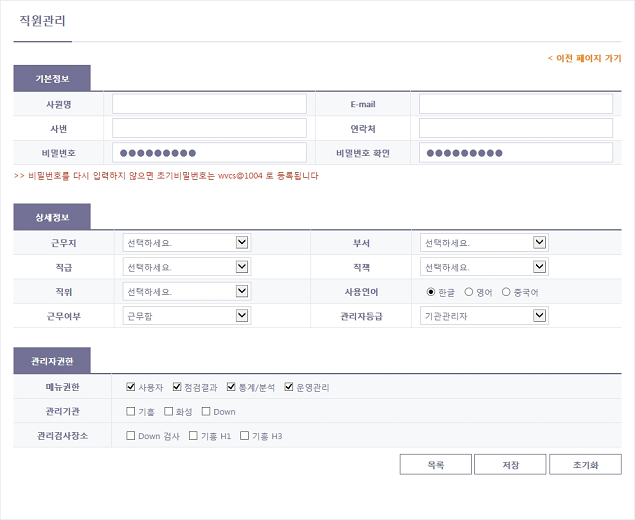 직원관리
< 이전 페이지 가기
기본정보
사원명 E-mail
사번 연락처
비밀번호 ●●●●●●●●● 비밀번호 확인 ●●●●●●●●●
>> 비밀번호를 다시 입력하지 않으면 초기비밀번호는 wvcs@1004 로 등록됩니다
상세정보
근무지 선택하세요. 부서 선택하세요.
직급 선택하세요. 직책 선택하세요.
직위 선택하세요. 사용언어 한글 영어 중국어
근무여부 근무함 관리자등급 기관관리자
관리자권한
메뉴권한 사용자 점검결과 통계/분석 운영관리
관리기관 기흥 화성 Down
관리검사장소 Down 검사 기흥 H1 기흥 H3
목록 저장 초기화